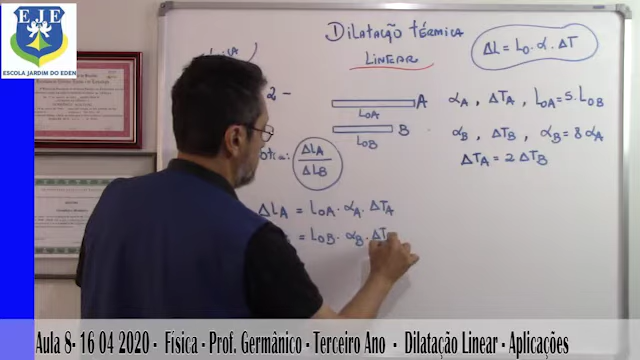 EJE
ESCOLA JARDIM DO EDEN
DILATAÇÃO TÉRMICA
LINEAR
ΔL = L₀ · α · ΔT
2 -
A
L₀A
B
L₀B
αA , ΔTA , L₀A = 5 . L₀B
αB , ΔTB , αB = 8 αA
ΔTA = 2 ΔTB
ΔLA
ΔLB
ΔLA = L₀A · αA · ΔTA
= L₀B · αB · ΔT
Aula 8- 16 04 2020 - Física - Prof. Germânico - Terceiro Ano - Dilatação Linear - Aplicações